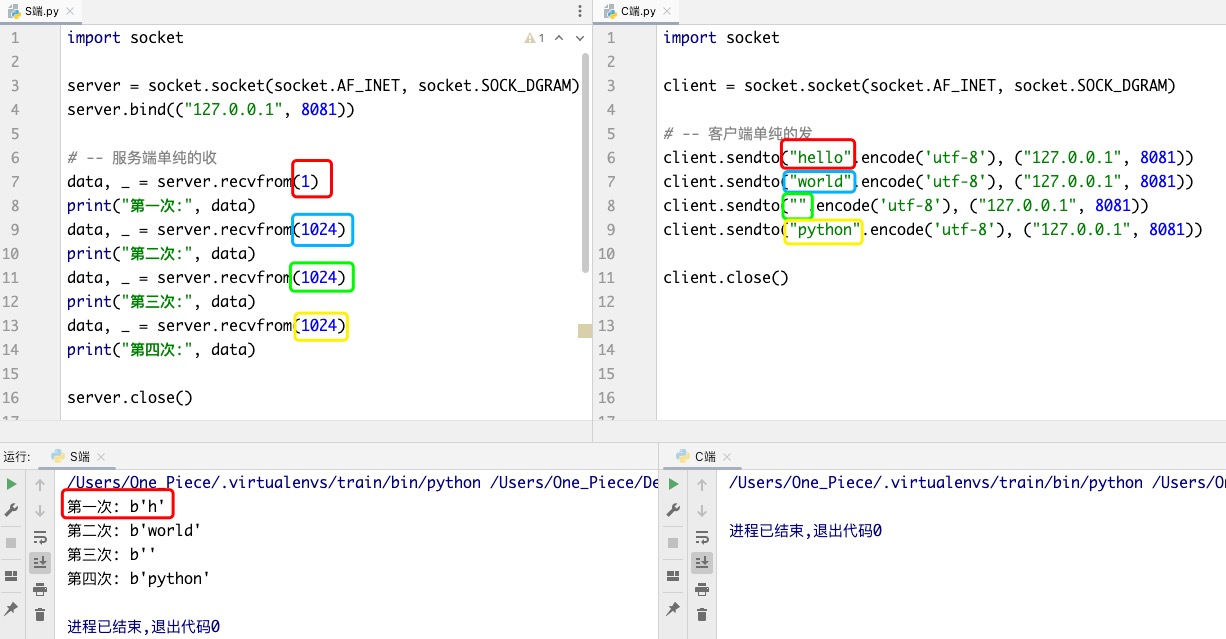 S端.py
1 import socket
2
3 server = socket.socket(socket.AF_INET, socket.SOCK_DGRAM)
4 server.bind(("127.0.0.1", 8081))
5
6 # -- 服务端单纯的收
7 data, _ = server.recvfrom(1)
8 print("第一次:", data)
9 data, _ = server.recvfrom(1024)
10 print("第二次:", data)
11 data, _ = server.recvfrom(1024)
12 print("第三次:", data)
13 data, _ = server.recvfrom(1024)
14 print("第四次:", data)
15
16 server.close()
17
1
C端.py
1 import socket
2
3 client = socket.socket(socket.AF_INET, socket.SOCK_DGRAM)
4
5 # -- 客户端单纯的发
6 client.sendto("hello".encode('utf-8'), ("127.0.0.1", 8081))
7 client.sendto("world".encode('utf-8'), ("127.0.0.1", 8081))
8 client.sendto("".encode('utf-8'), ("127.0.0.1", 8081))
9 client.sendto("python".encode('utf-8'), ("127.0.0.1", 8081))
10
11 client.close()
12
13
14
15
16
17
运行: S端
/Users/One_Piece/.virtualenvs/train/bin/python /Users/One_Piece/De
第一次: b'h'
第二次: b'world'
第三次: b''
第四次: b'python'
进程已结束,退出代码0
C端
/Users/One_Piece/.virtualenvs/train/bin/python /Users/On
进程已结束,退出代码0